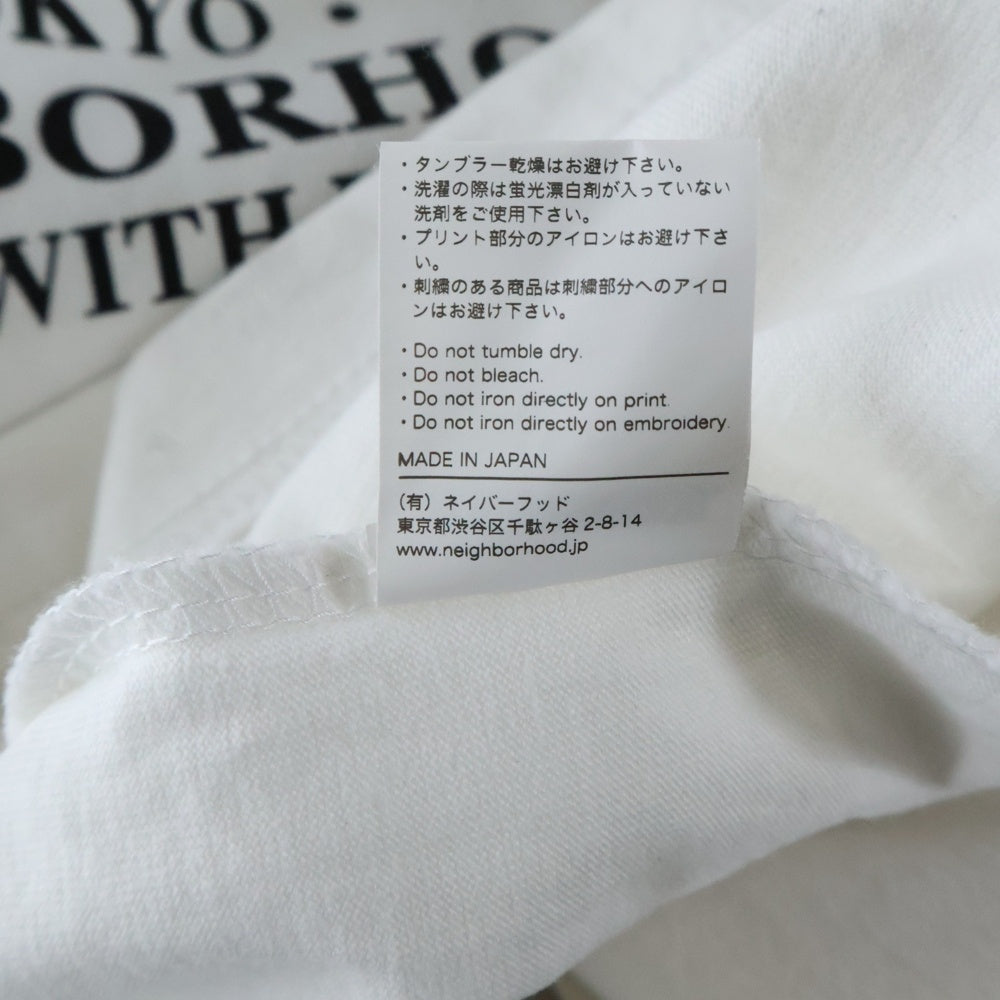 KYO •
BORHO
WITH
・タンブラー乾燥はお避け下さい。
・洗濯の際は蛍光漂白剤が入っていない
洗剤をご使用下さい。
・プリント部分のアイロンはお避け下さ
い。
・刺繍のある商品は刺繍部分へのアイロ
ンはお避け下さい。
・Do not tumble dry.
・Do not bleach.
・Do not iron directly on print.
・Do not iron directly on embroidery.
MADE IN JAPAN
(有) ネイバーフッド
東京都渋谷区千駄ヶ谷 2-8-14
www.neighborhood.jp